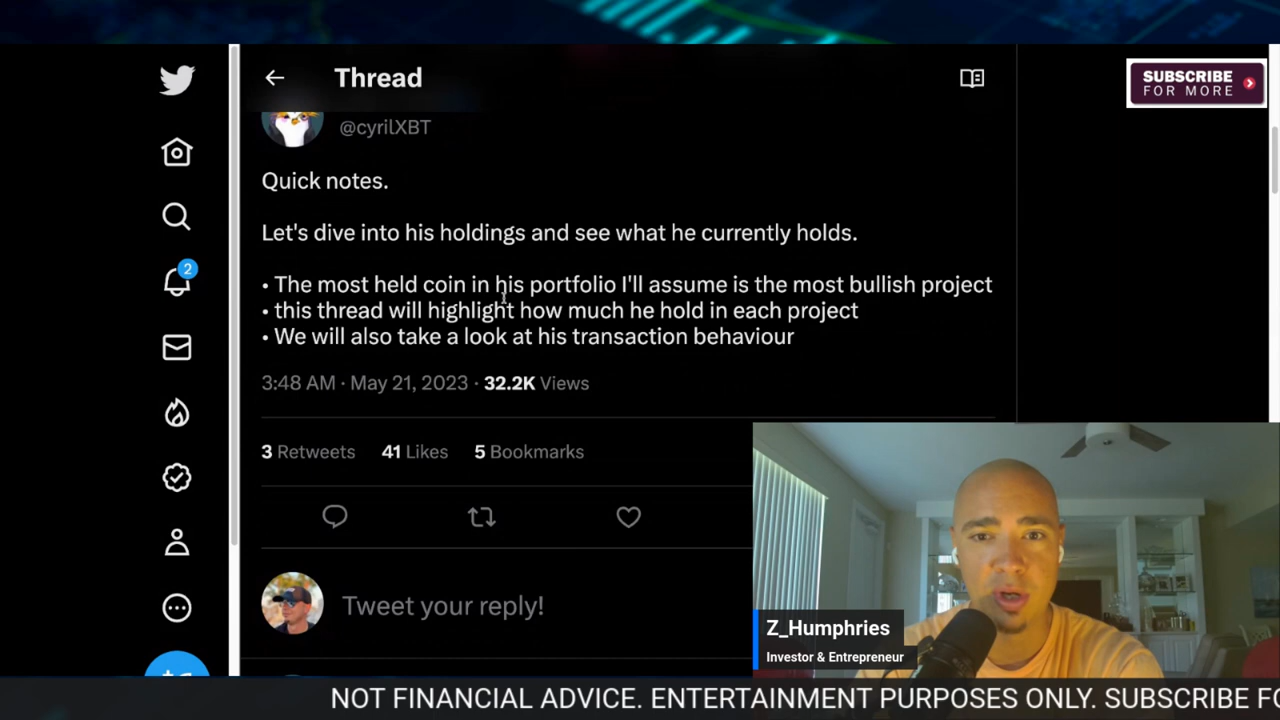 SUBSCRIBE
FOR MORE
Thread
@cyrilXBT
Quick notes.
Let's dive into his holdings and see what he currently holds.
• The most held coin in his portfolio I'll assume is the most bullish project
• this thread will highlight how much he hold in each project
• We will also take a look at his transaction behaviour
3:48 AM · May 21, 2023 · 32.2K Views
3 Retweets 41 Likes 5 Bookmarks
2
Tweet your reply!
Z_Humphries
Investor & Entrepreneur
NOT FINANCIAL ADVICE. ENTERTAINMENT PURPOSES ONLY. SUBSCRIBE FO